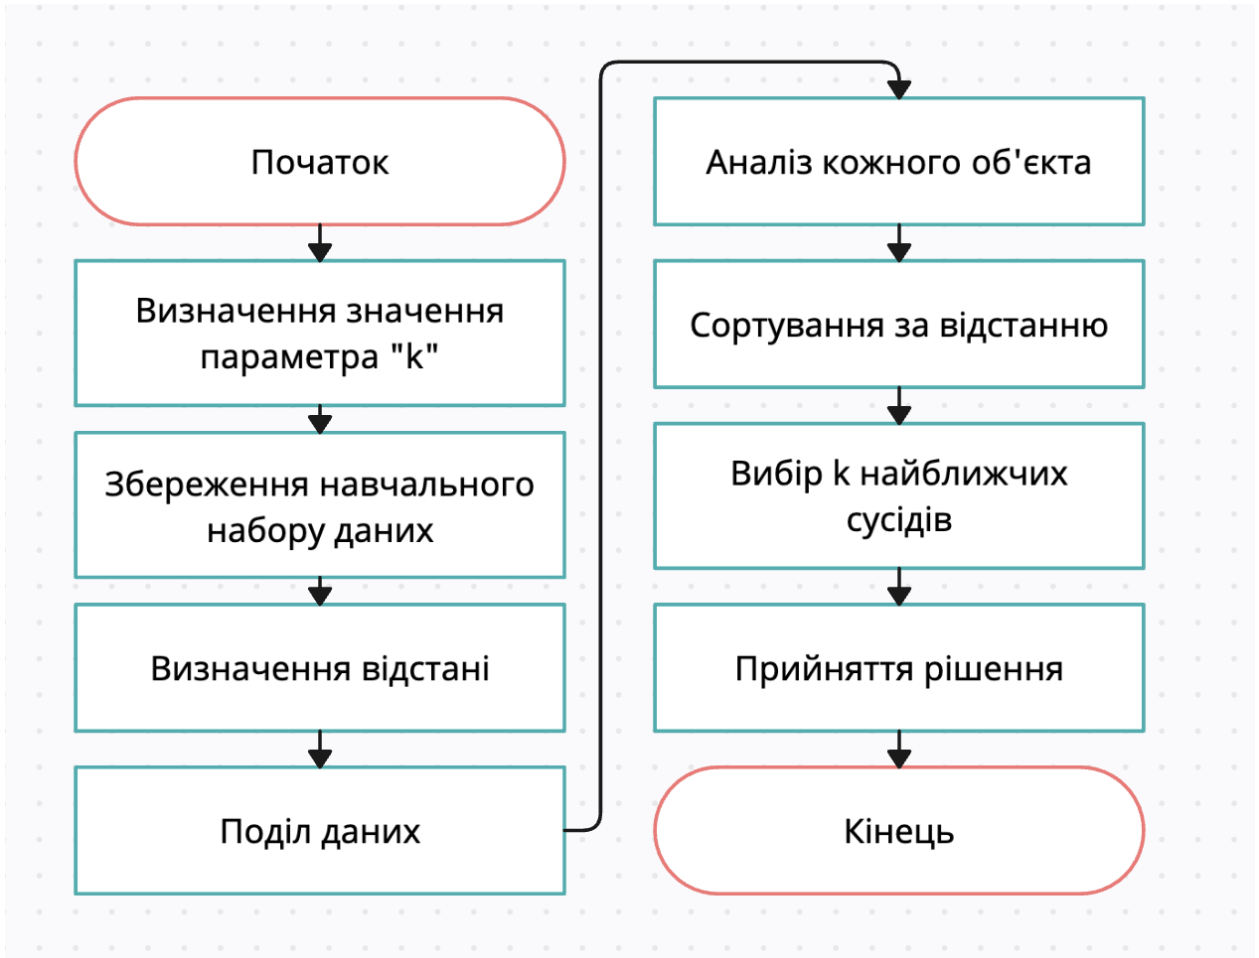 Початок
Визначення значення
параметра "k"
Збереження навчального
набору даних
Визначення відстані
Поділ даних
Аналіз кожного об'єкта
Сортування за відстанню
Вибір k найближчих
сусідів
Прийняття рішення
Кінець